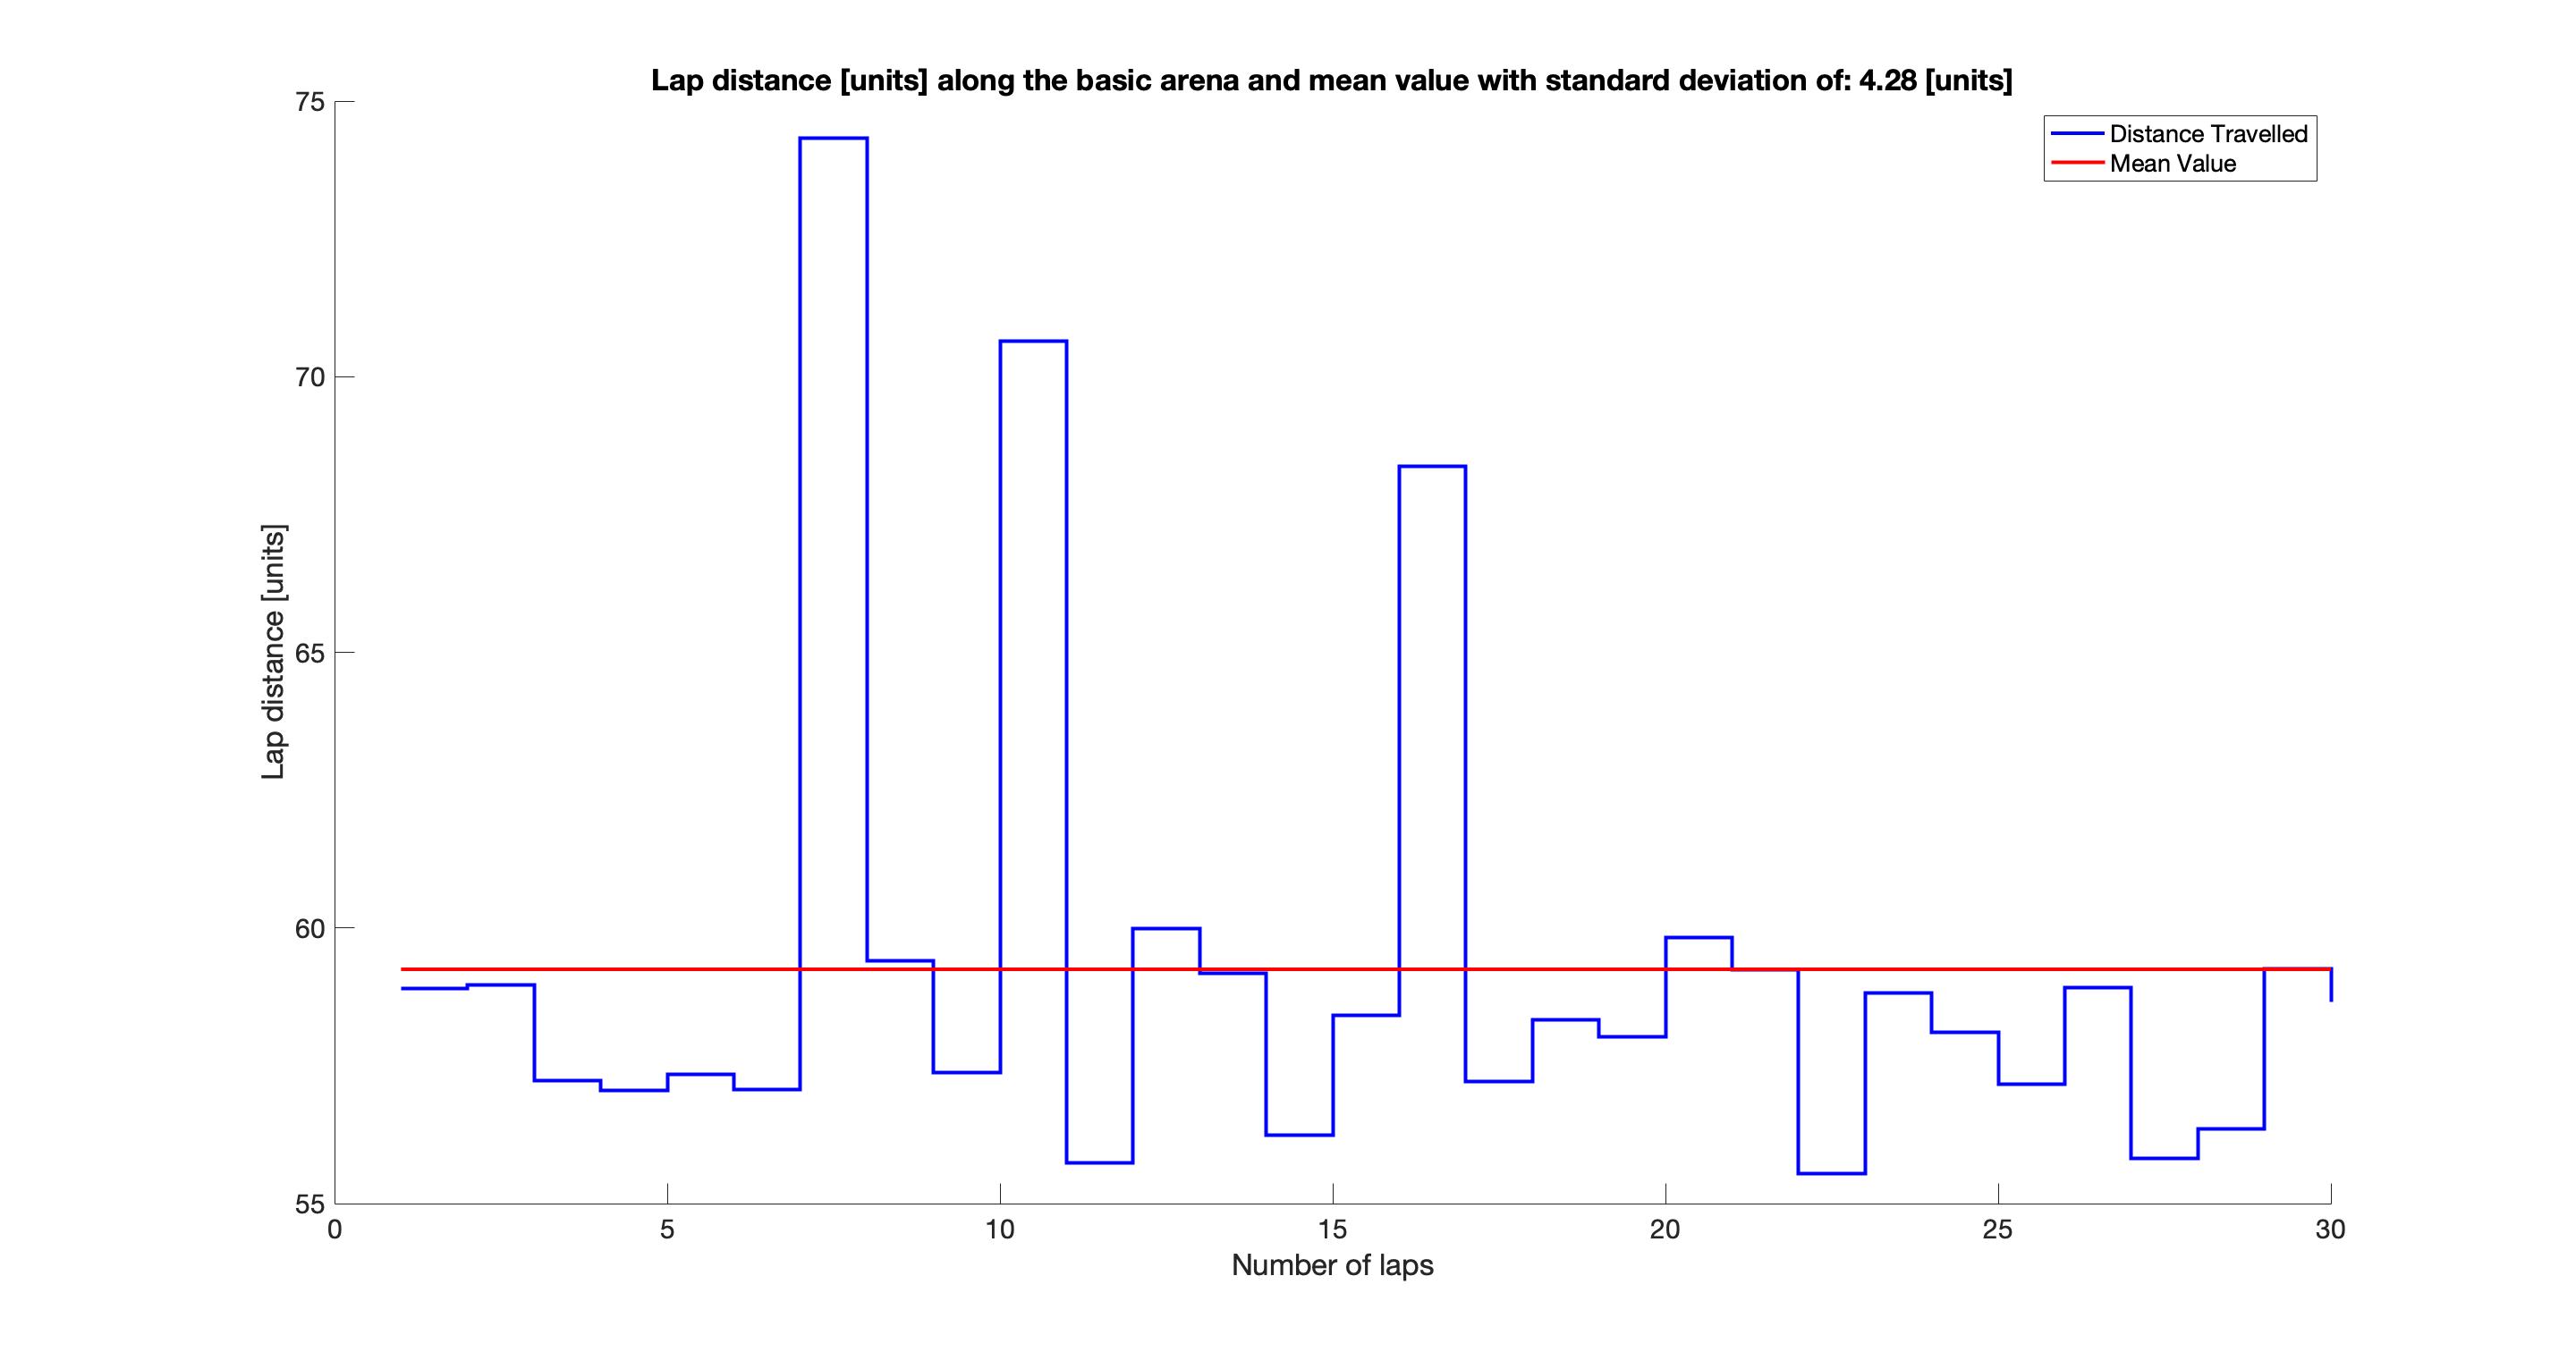 Lap distance [units] along the basic arena and mean value with standard deviation of: 4.28 [units]
75
Distance Travelled
Mean Value
70
65
Lap distance [units]
60
55
0 5 10 15 20 25 30
Number of laps